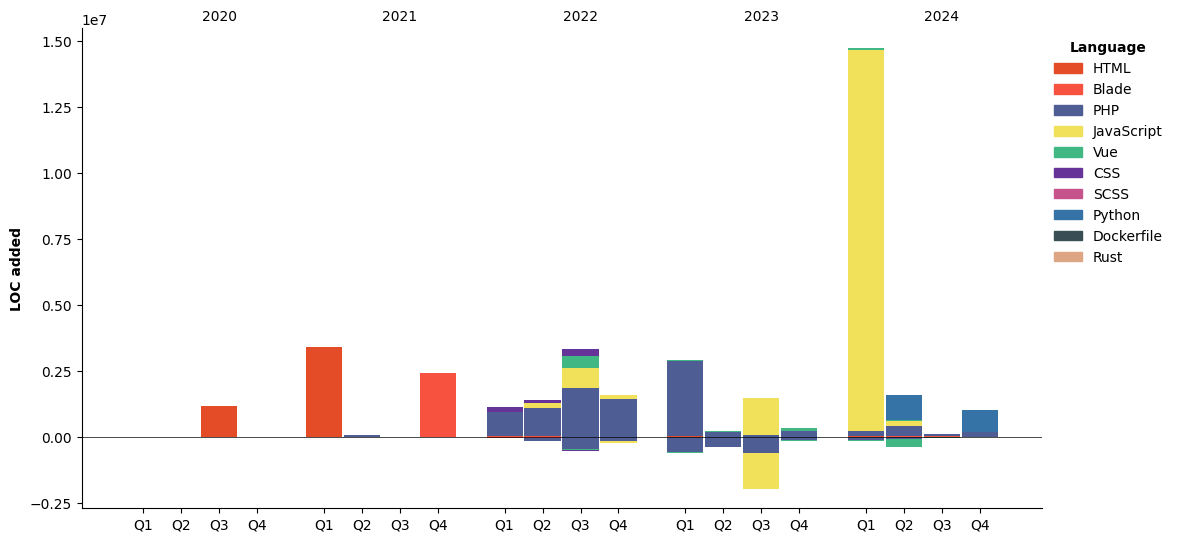 2020 2021 2022 2023 2024
1e7
1.50
1.25
1.00
0.75
0.50
0.25
0.00
−0.25
LOC added
Q1 Q2 Q3 Q4 Q1 Q2 Q3 Q4 Q1 Q2 Q3 Q4 Q1 Q2 Q3 Q4 Q1 Q2 Q3 Q4
Language
HTML
Blade
PHP
JavaScript
Vue
CSS
SCSS
Python
Dockerfile
Rust